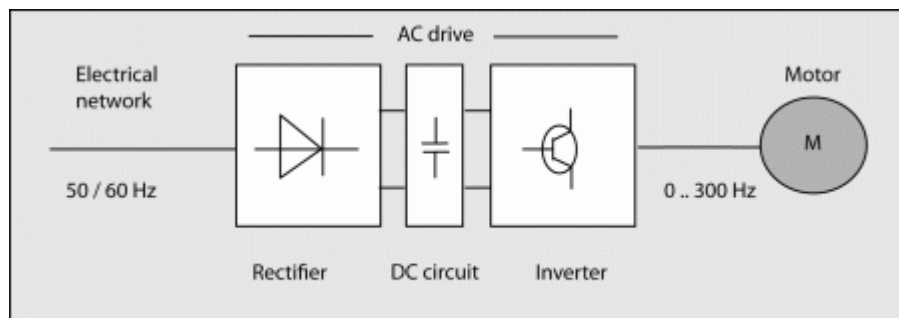 AC drive
Electrical
network
Motor
M
50 / 60 Hz
0 .. 300 Hz
Rectifier
DC circuit
Inverter